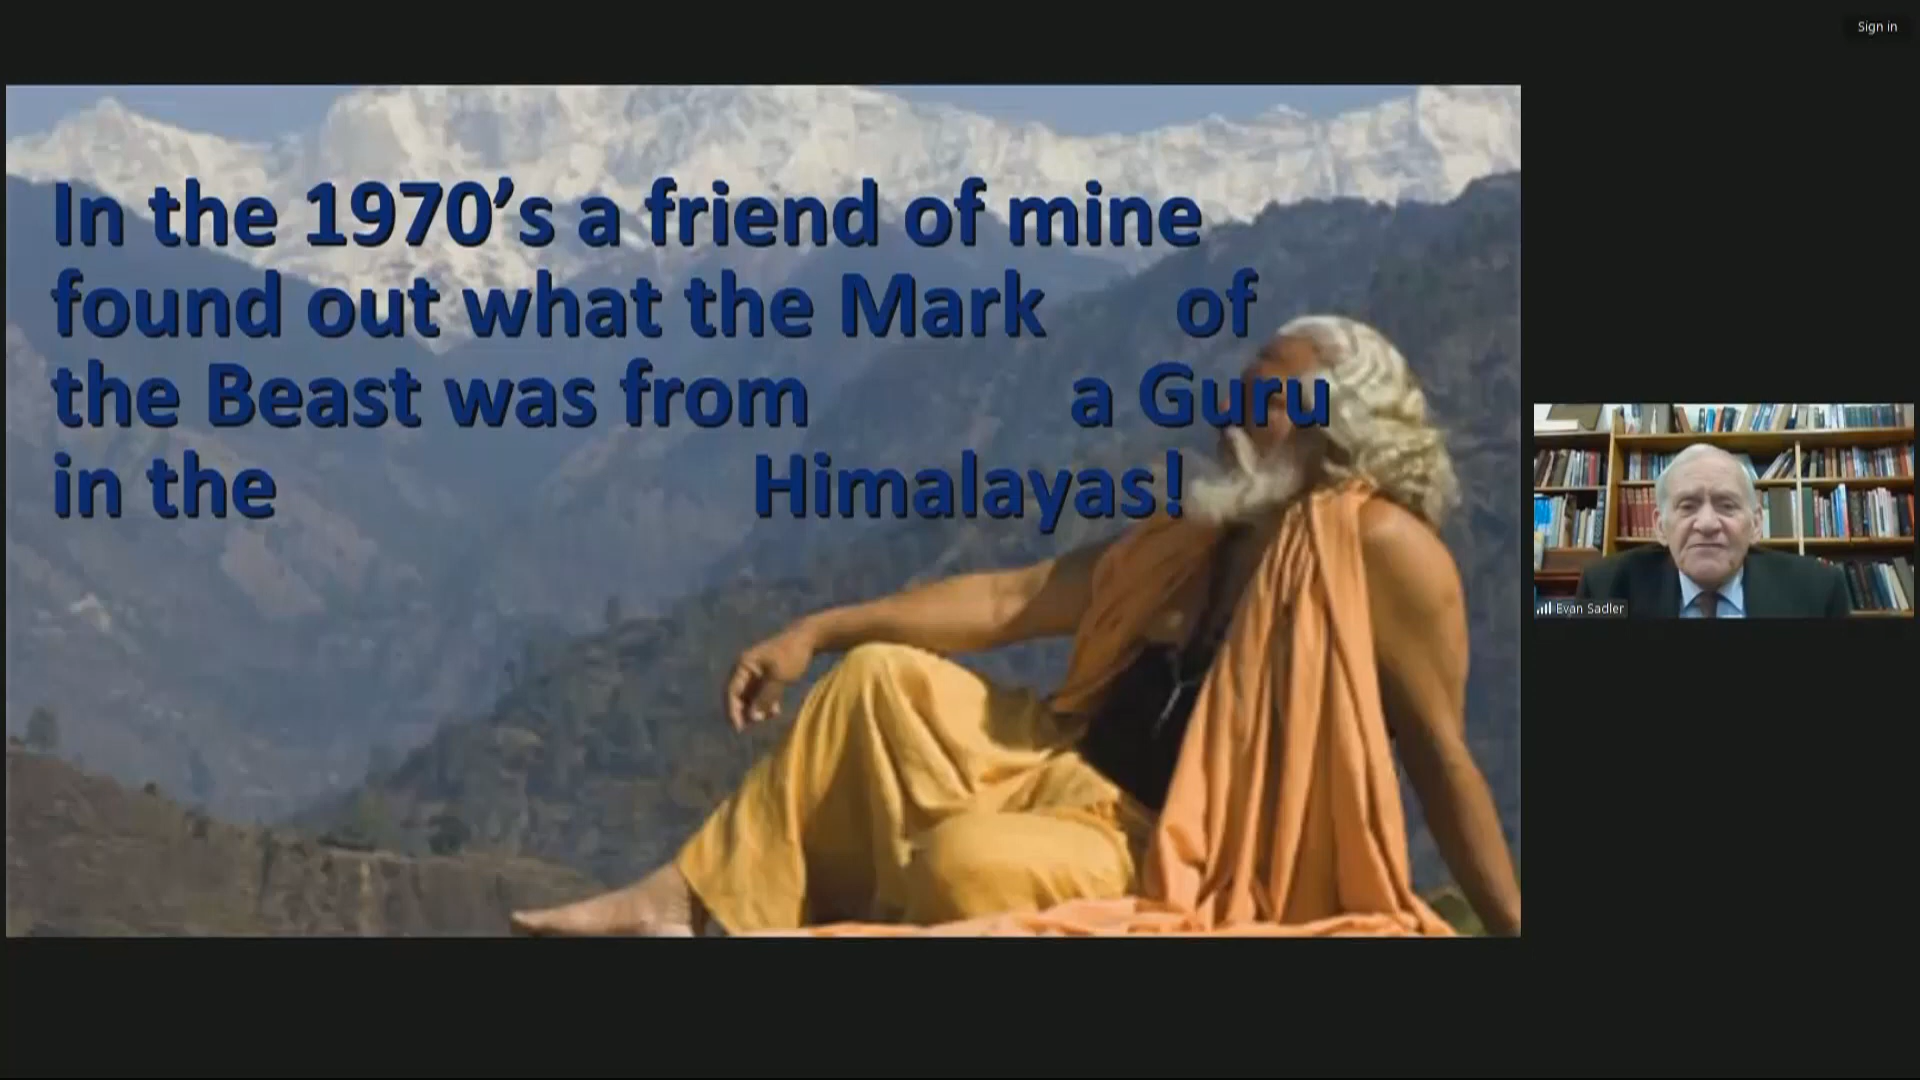 Sign in
In the 1970’s a friend of mine
found out what the Mark of
the Beast was from a Guru
in the Himalayas!
Evan Sadler